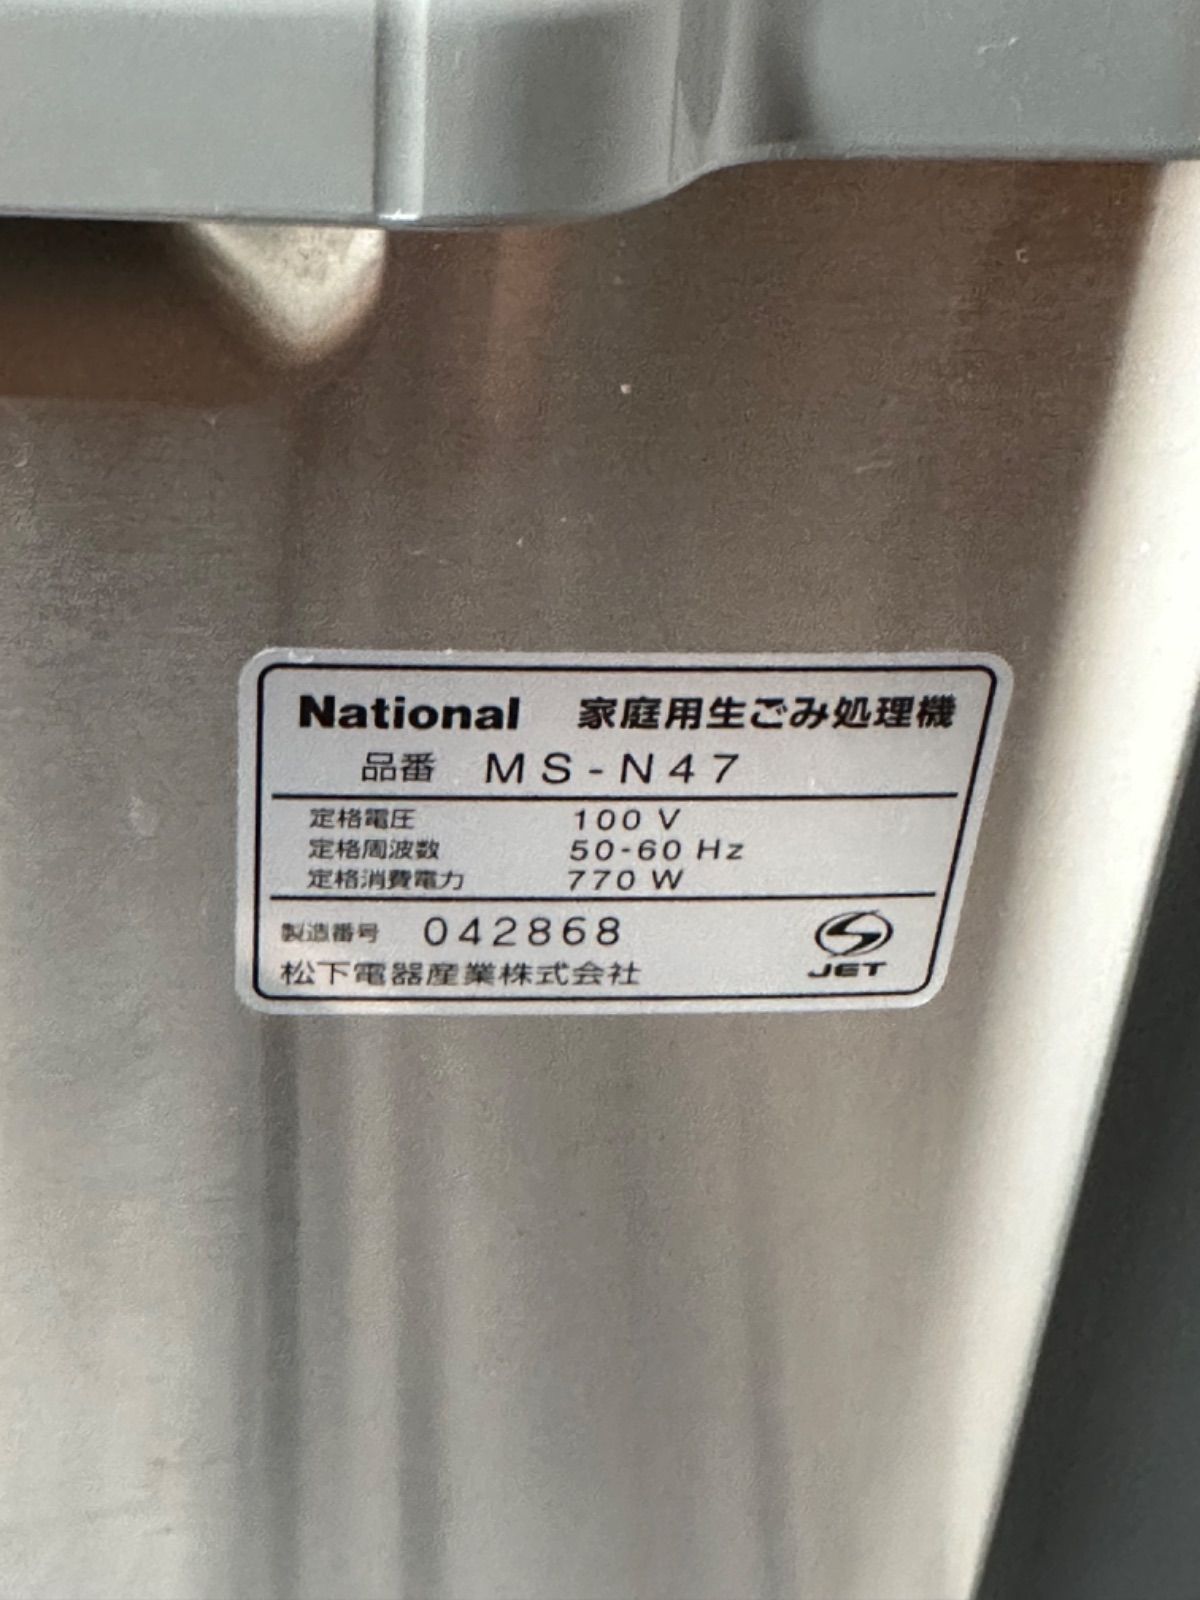 National 家庭用生ごみ処理機
品番 MS-N47
定格電圧 100 V
定格周波数 50-60 Hz
定格消費電力 770 W
製造番号 042868
松下電器産業株式会社
JET